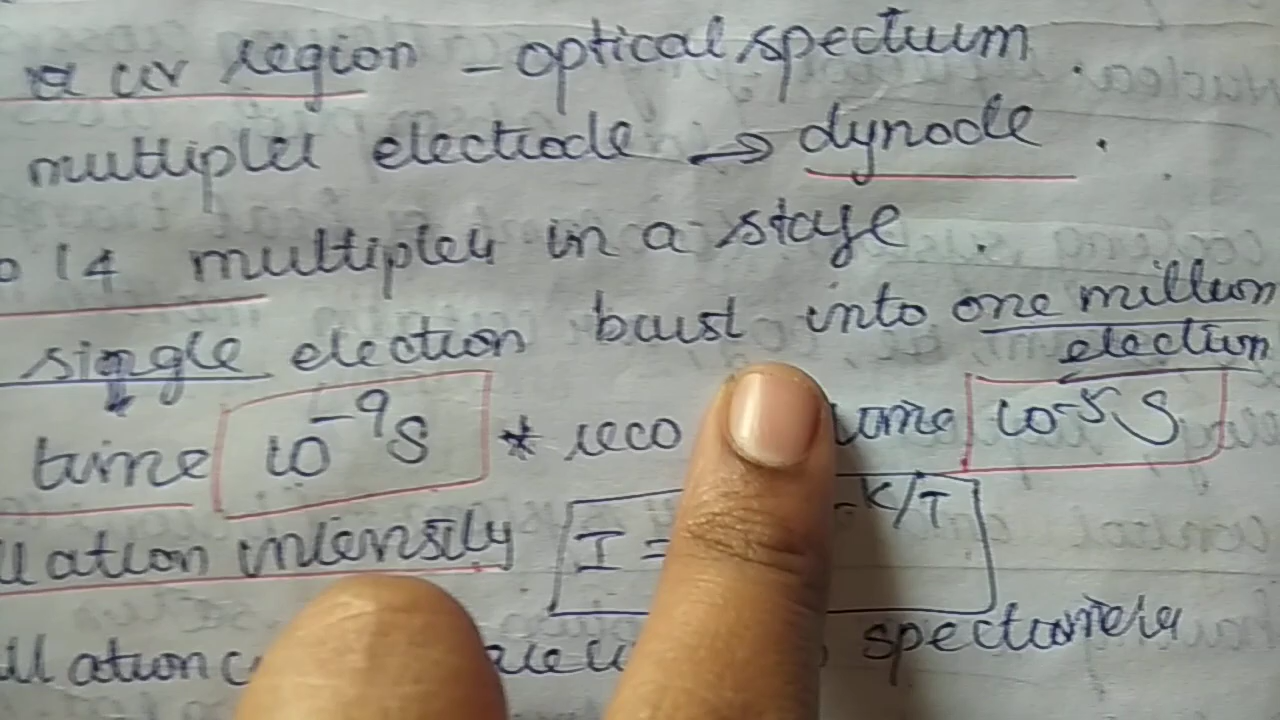 uv region - optical spectrum.
multiplier electrode → dynode.
14 multiplier in a stage.
single electron burst into one million
electron
time 10⁻⁹S * time 10⁻⁵S
intensity I = -K/T
spectrometer